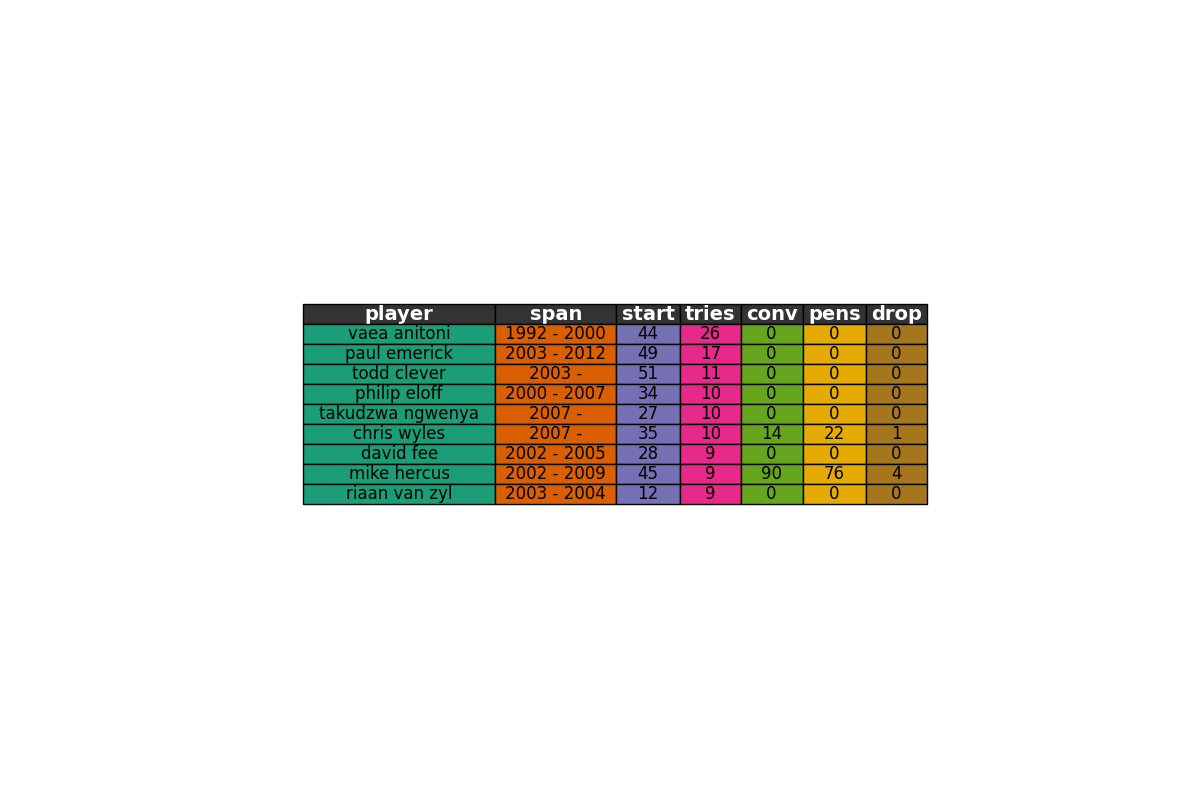 player span start tries conv pens drop
vaea anitoni 1992 - 2000 44 26 0 0 0
paul emerick 2003 - 2012 49 17 0 0 0
todd clever 2003 - 51 11 0 0 0
philip eloff 2000 - 2007 34 10 0 0 0
takudzwa ngwenya 2007 - 27 10 0 0 0
chris wyles 2007 - 35 10 14 22 1
david fee 2002 - 2005 28 9 0 0 0
mike hercus 2002 - 2009 45 9 90 76 4
riaan van zyl 2003 - 2004 12 9 0 0 0